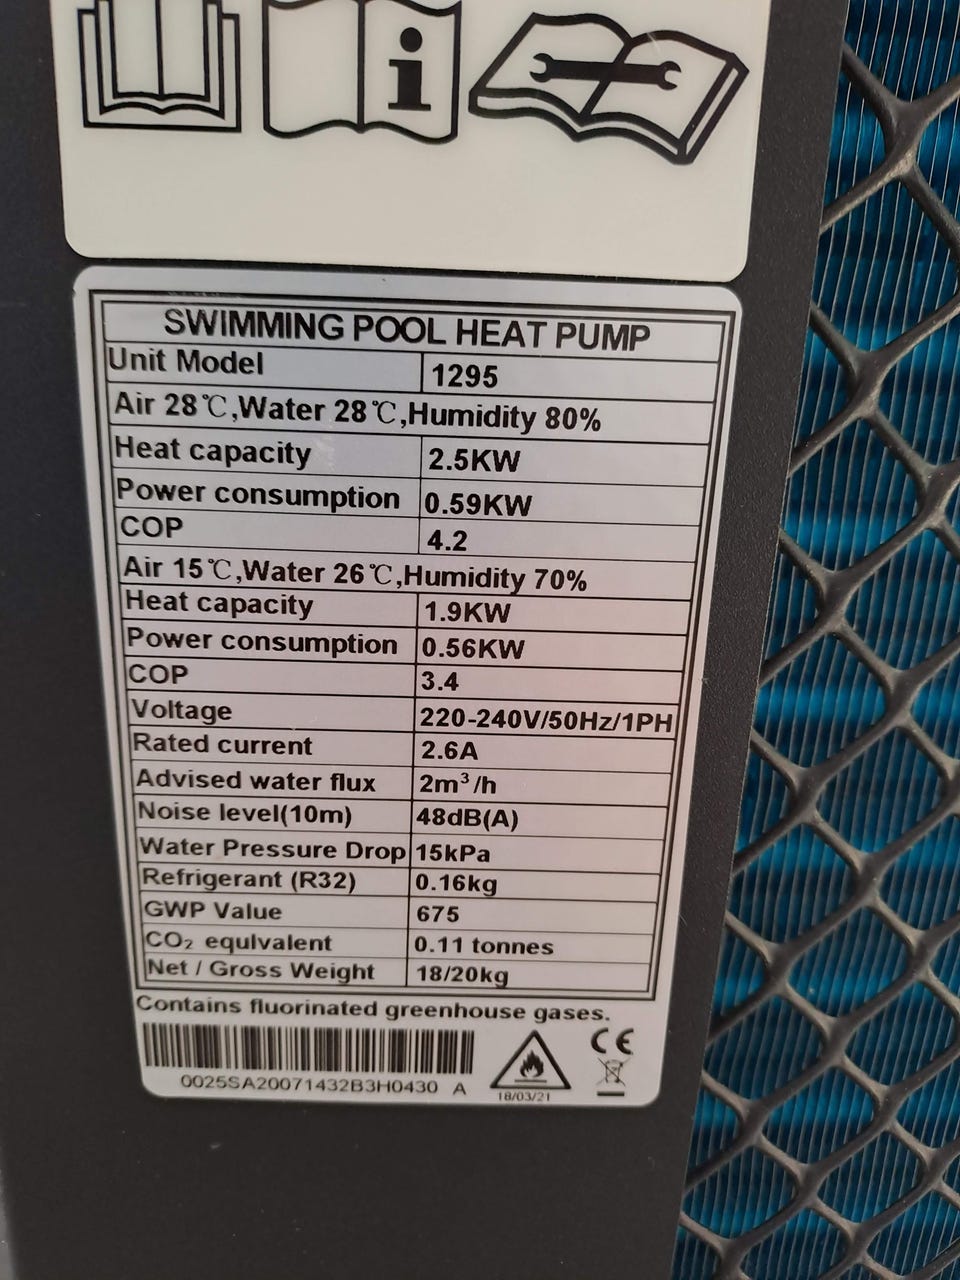 i
SWIMMING POOL HEAT PUMP
Unit Model 1295
Air 28℃,Water 28℃,Humidity 80%
Heat capacity 2.5KW
Power consumption 0.59KW
COP 4.2
Air 15℃,Water 26℃,Humidity 70%
Heat capacity 1.9KW
Power consumption 0.56KW
COP 3.4
Voltage 220-240V/50Hz/1PH
Rated current 2.6A
Advised water flux 2m³/h
Noise level(10m) 48dB(A)
Water Pressure Drop 15kPa
Refrigerant (R32) 0.16kg
GWP Value 675
CO₂ equlvalent 0.11 tonnes
Net / Gross Weight 18/20kg
Contains fluorinated greenhouse gases.
0025SA20071432B3H0430 A
18/03/21
CE